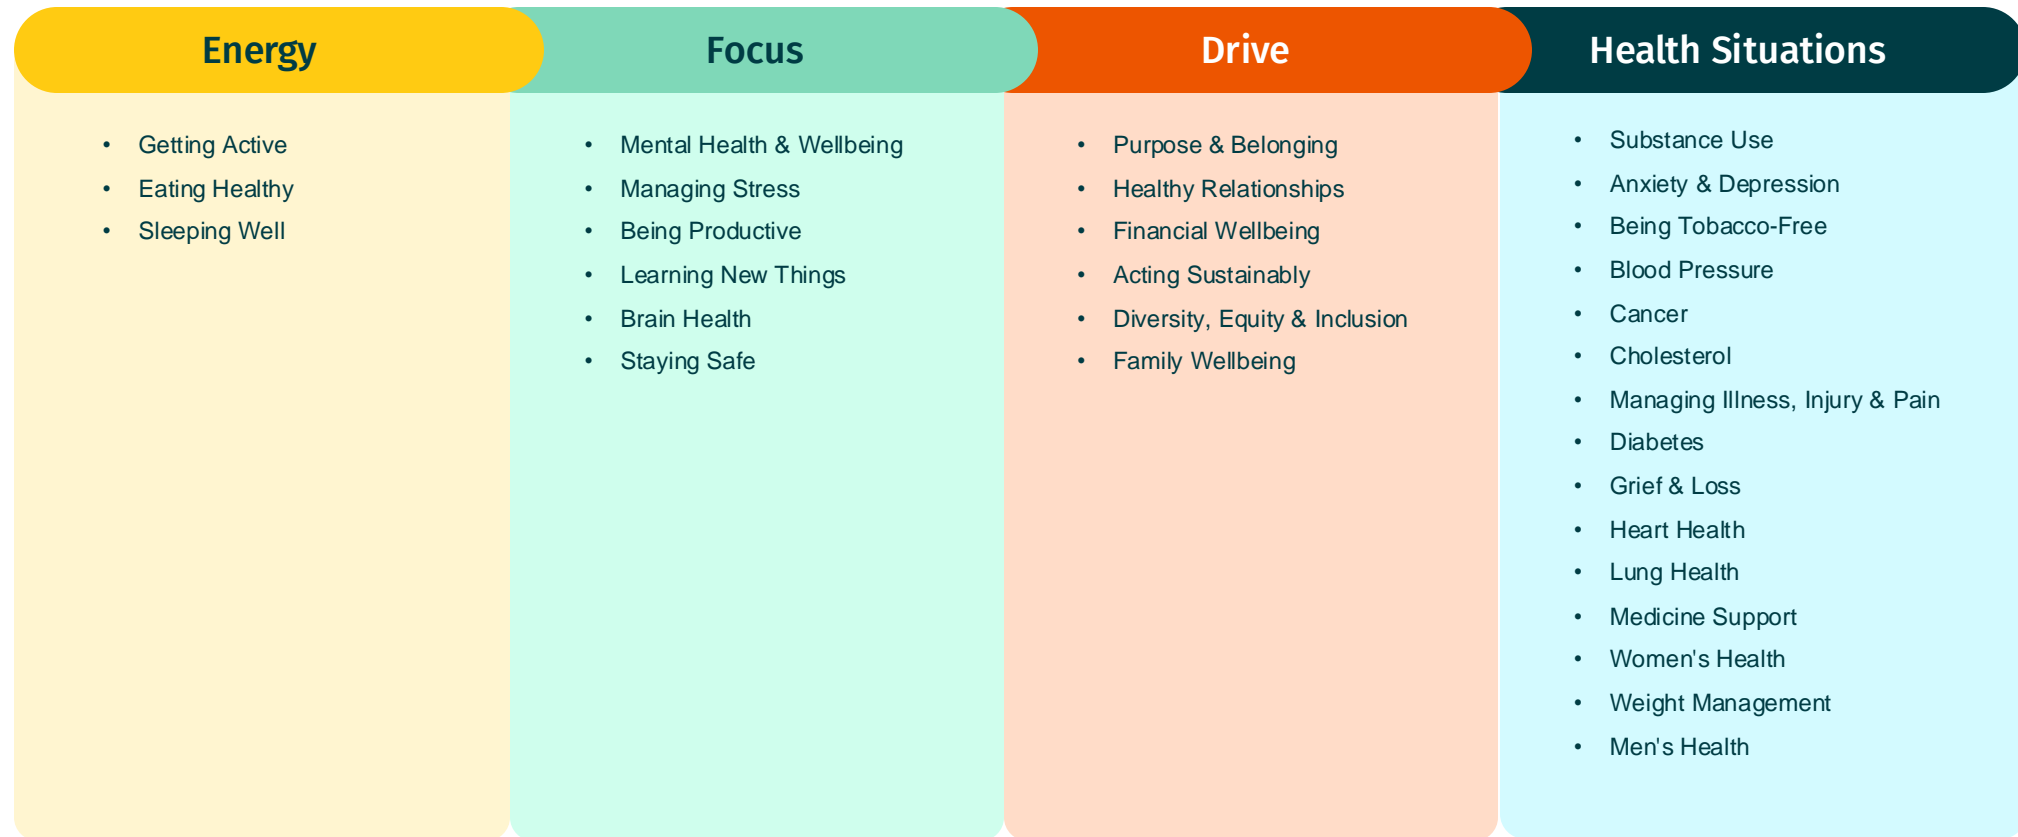 Energy
• Getting Active
• Eating Healthy
• Sleeping Well
Focus
• Mental Health & Wellbeing
• Managing Stress
• Being Productive
• Learning New Things
• Brain Health
• Staying Safe
Drive
• Purpose & Belonging
• Healthy Relationships
• Financial Wellbeing
• Acting Sustainably
• Diversity, Equity & Inclusion
• Family Wellbeing
Health Situations
• Substance Use
• Anxiety & Depression
• Being Tobacco-Free
• Blood Pressure
• Cancer
• Cholesterol
• Managing Illness, Injury & Pain
• Diabetes
• Grief & Loss
• Heart Health
• Lung Health
• Medicine Support
• Women's Health
• Weight Management
• Men's Health